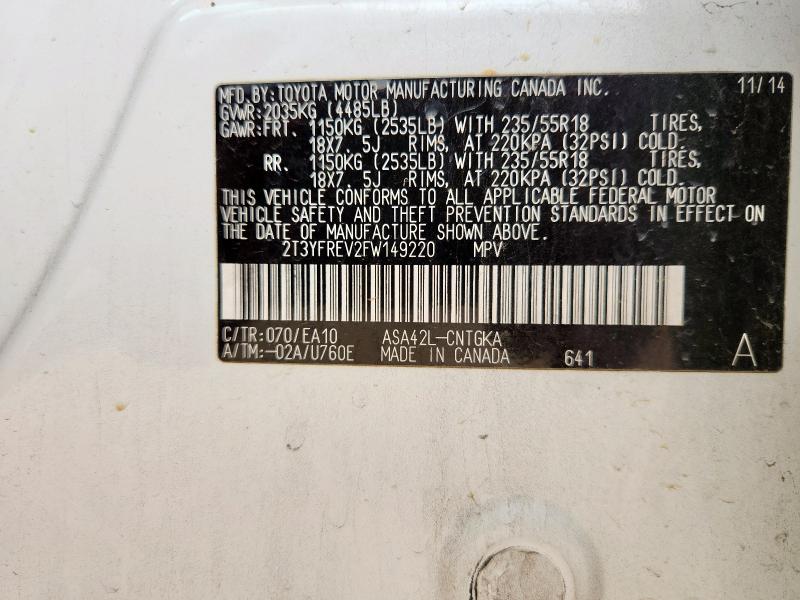 MFD.BY:TOYOTA MOTOR MANUFACTURING CANADA INC. 11/14
GVWR:2035KG (4485LB)
GAWR:FRT. 1150KG (2535LB) WITH 235/55R18 TIRES,
18X7.5J RIMS, AT 220KPA (32PSI) COLD.
RR. 1150KG (2535LB) WITH 235/55R18 TIRES,
18X7.5J RIMS, AT 220KPA (32PSI) COLD.
THIS VEHICLE CONFORMS TO ALL APPLICABLE FEDERAL MOTOR
VEHICLE SAFETY AND THEFT PREVENTION STANDARDS IN EFFECT ON
THE DATE OF MANUFACTURE SHOWN ABOVE.
2T3YFREV2FW149220 MPV
C/TR:070/EA10 ASA42L-CNTGKA
A/TM:-02A/U760E MADE IN CANADA 641 A